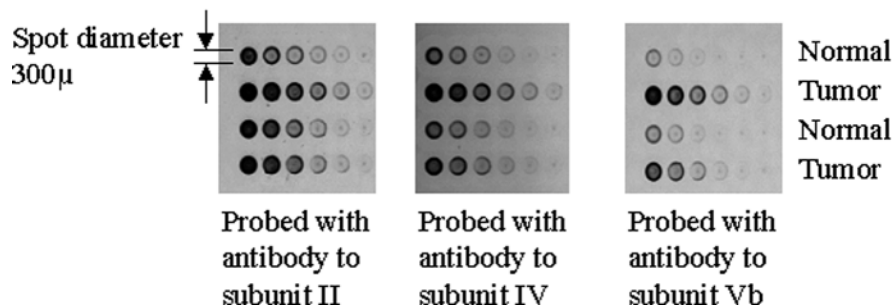 Spot diameter
300μ
Normal
Tumor
Normal
Tumor
Probed with
antibody to
subunit II
Probed with
antibody to
subunit IV
Probed with
antibody to
subunit Vb